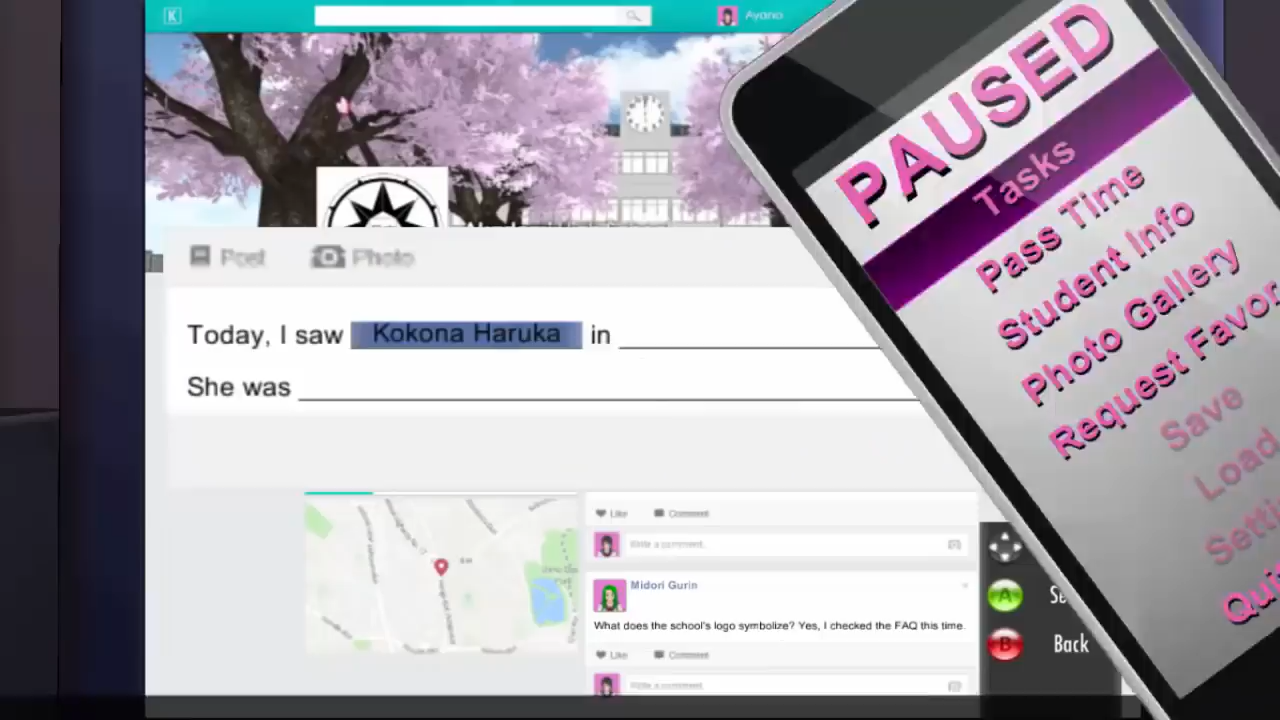 K
Ayano
PAUSED
Tasks
Pass Time
Student Info
Photo Gallery
Request Favor
Save
Load
Post Photo
Today, I saw Kokona Haruka in
She was
Like Comment
Write a comment.
Midori Gurin
What does the school's logo symbolize? Yes, I checked the FAQ this time.
Like Comment
Write a comment.
A
B Back